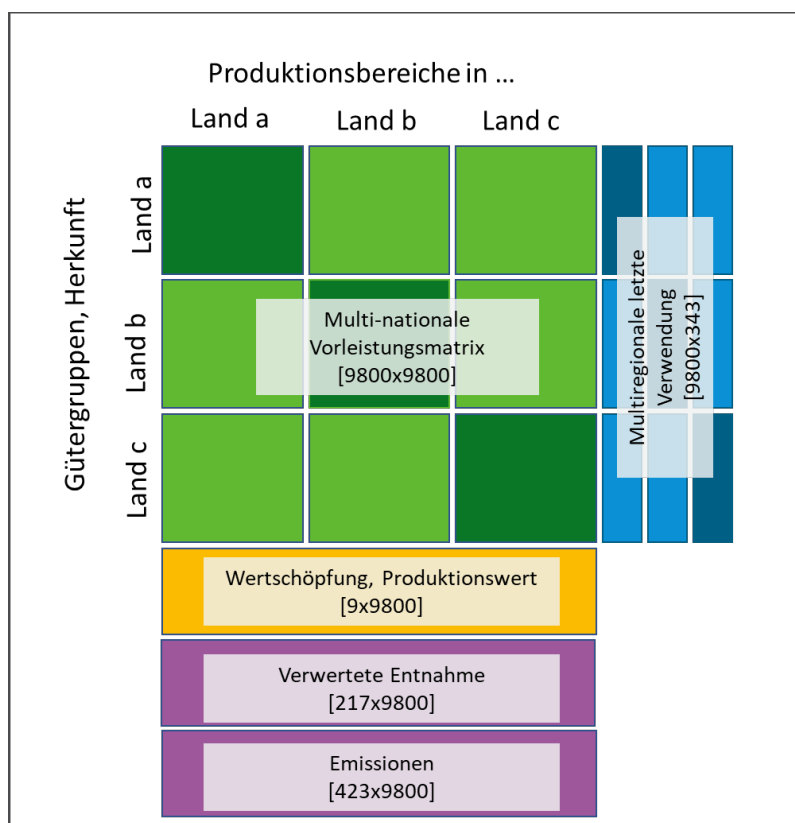 Produktionsbereiche in ...
Land a
Land b
Land c
Gütergruppen, Herkunft
Land a
Land b
Land c
Multi-nationale
Vorleistungsmatrix
[9800x9800]
Multiregionale letzte
Verwendung
[9800x343]
Wertschöpfung, Produktionswert
[9x9800]
Verwertete Entnahme
[217x9800]
Emissionen
[423x9800]